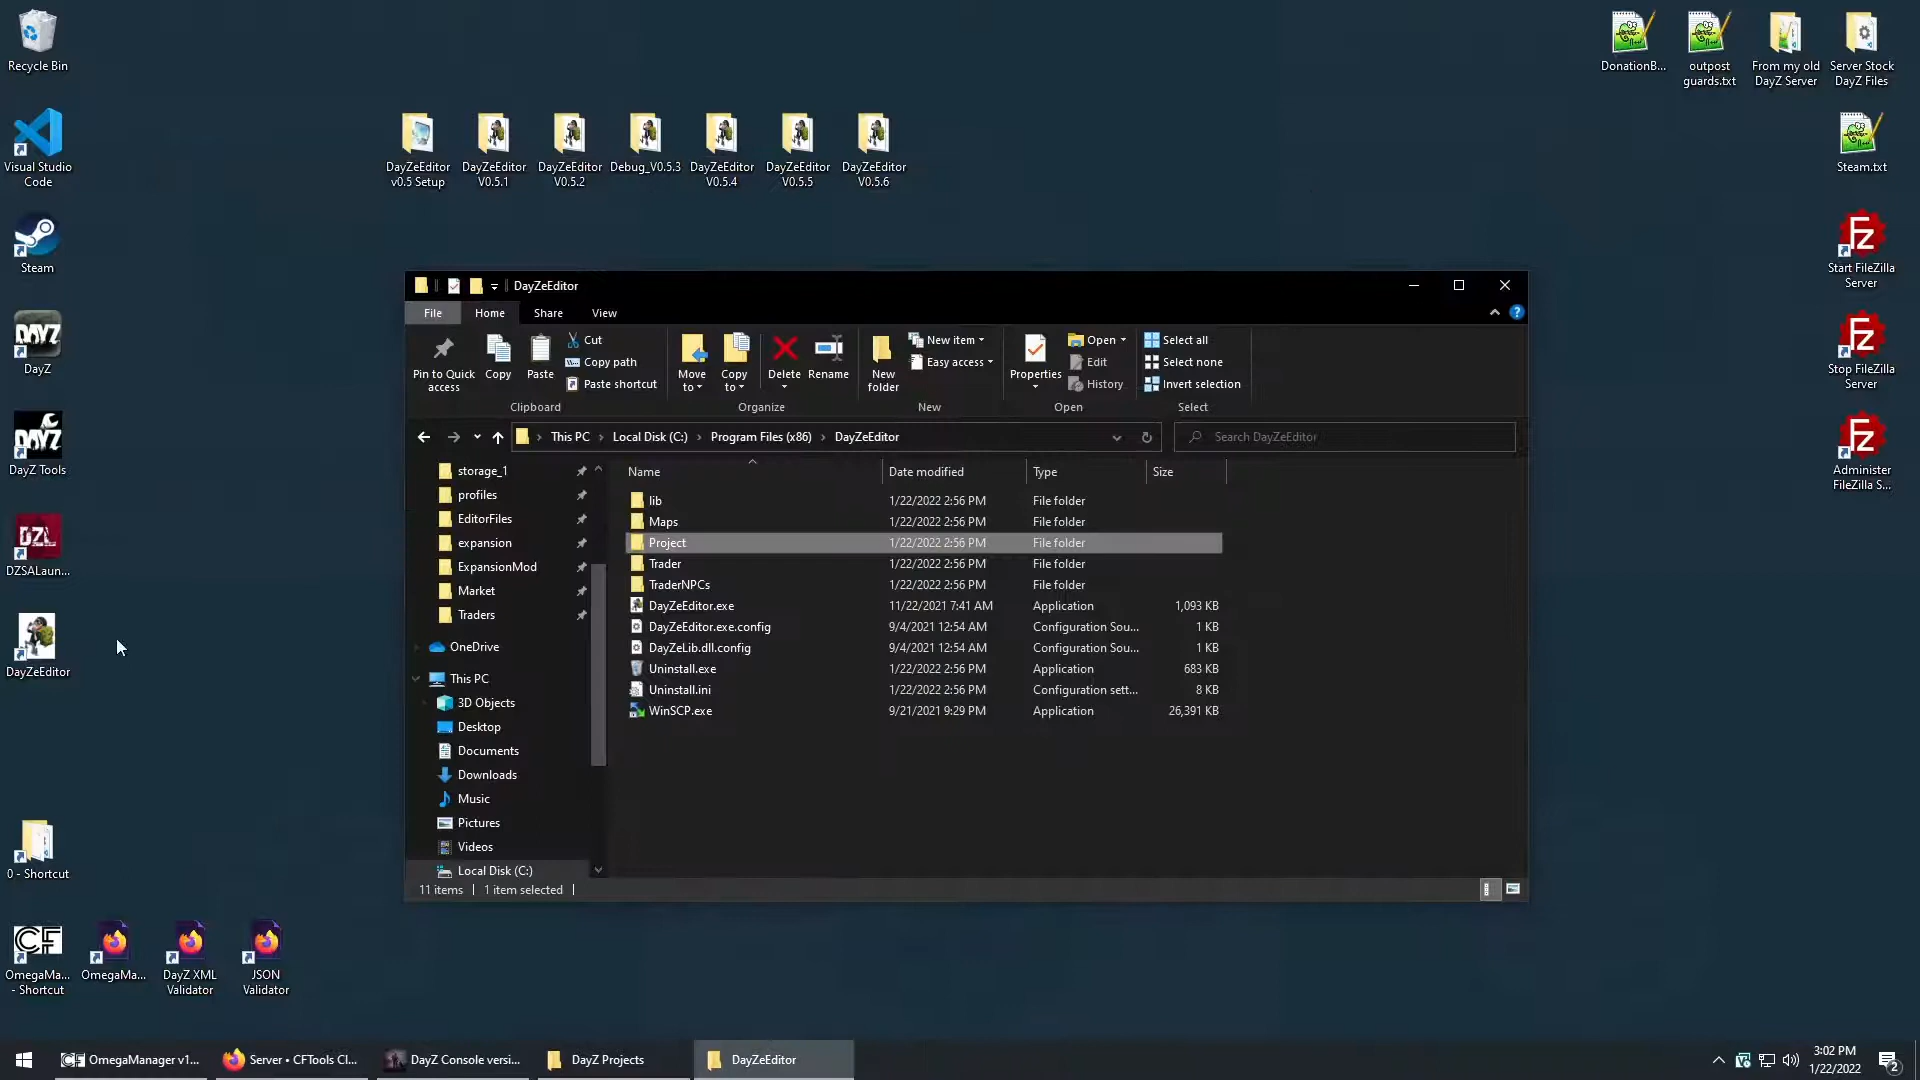 Recycle Bin
Visual Studio
Code
Steam
DayZ
DayZ Tools
DZSALaun...
DayZeEditor
0 - Shortcut
OmegaMa...
- Shortcut
OmegaMa...
DayZ XML
Validator
JSON
Validator
DayZeEditor
v0.5 Setup
DayZeEditor
V0.5.1
DayZeEditor
V0.5.2
Debug_V0.5.3
DayZeEditor
V0.5.4
DayZeEditor
V0.5.5
DayZeEditor
V0.5.6
DonationB...
outpost
guards.txt
From my old
DayZ Server
Server Stock
DayZ Files
Steam.txt
Start FileZilla
Server
Stop FileZilla
Server
Administer
FileZilla S...
DayZeEditor
File Home Share View
Pin to Quick
access
Copy
Paste
Cut
Copy path
Paste shortcut
Clipboard
Move
to
Copy
to
Delete
Rename
Organize
New
folder
New item
Easy access
New
Properties
Open
Edit
History
Open
Select all
Select none
Invert selection
Select
This PC > Local Disk (C:) > Program Files (x86) > DayZeEditor
Search DayZeEditor
storage_1
profiles
EditorFiles
expansion
ExpansionMod
Market
Traders
OneDrive
This PC
3D Objects
Desktop
Documents
Downloads
Music
Pictures
Videos
Local Disk (C:)
Name Date modified Type Size
lib 1/22/2022 2:56 PM File folder
Maps 1/22/2022 2:56 PM File folder
Project 1/22/2022 2:56 PM File folder
Trader 1/22/2022 2:56 PM File folder
TraderNPCs 1/22/2022 2:56 PM File folder
DayZeEditor.exe 11/22/2021 7:41 AM Application 1,093 KB
DayZeEditor.exe.config 9/4/2021 12:54 AM Configuration Sou... 1 KB
DayZeLib.dll.config 9/4/2021 12:54 AM Configuration Sou... 1 KB
Uninstall.exe 1/22/2022 2:56 PM Application 683 KB
Uninstall.ini 1/22/2022 2:56 PM Configuration sett... 8 KB
WinSCP.exe 9/21/2021 9:29 PM Application 26,391 KB
11 items 1 item selected
OmegaManager v1...
Server • CFTools Cl...
DayZ Console versi...
DayZ Projects
DayZeEditor
3:02 PM
1/22/2022
2